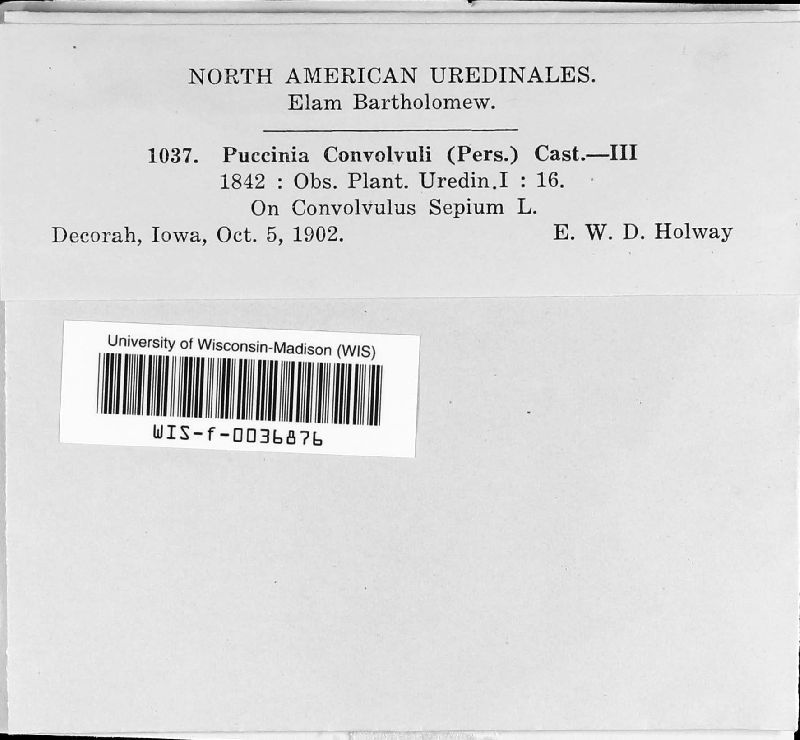 NORTH AMERICAN UREDINALES.
Elam Bartholomew.
1037. Puccinia Convolvuli (Pers.) Cast.—III
1842 : Obs. Plant. Uredin.I : 16.
On Convolvulus Sepium L.
Decorah, Iowa, Oct. 5, 1902. E. W. D. Holway
University of Wisconsin-Madison (WIS)
WIS-f-0036876